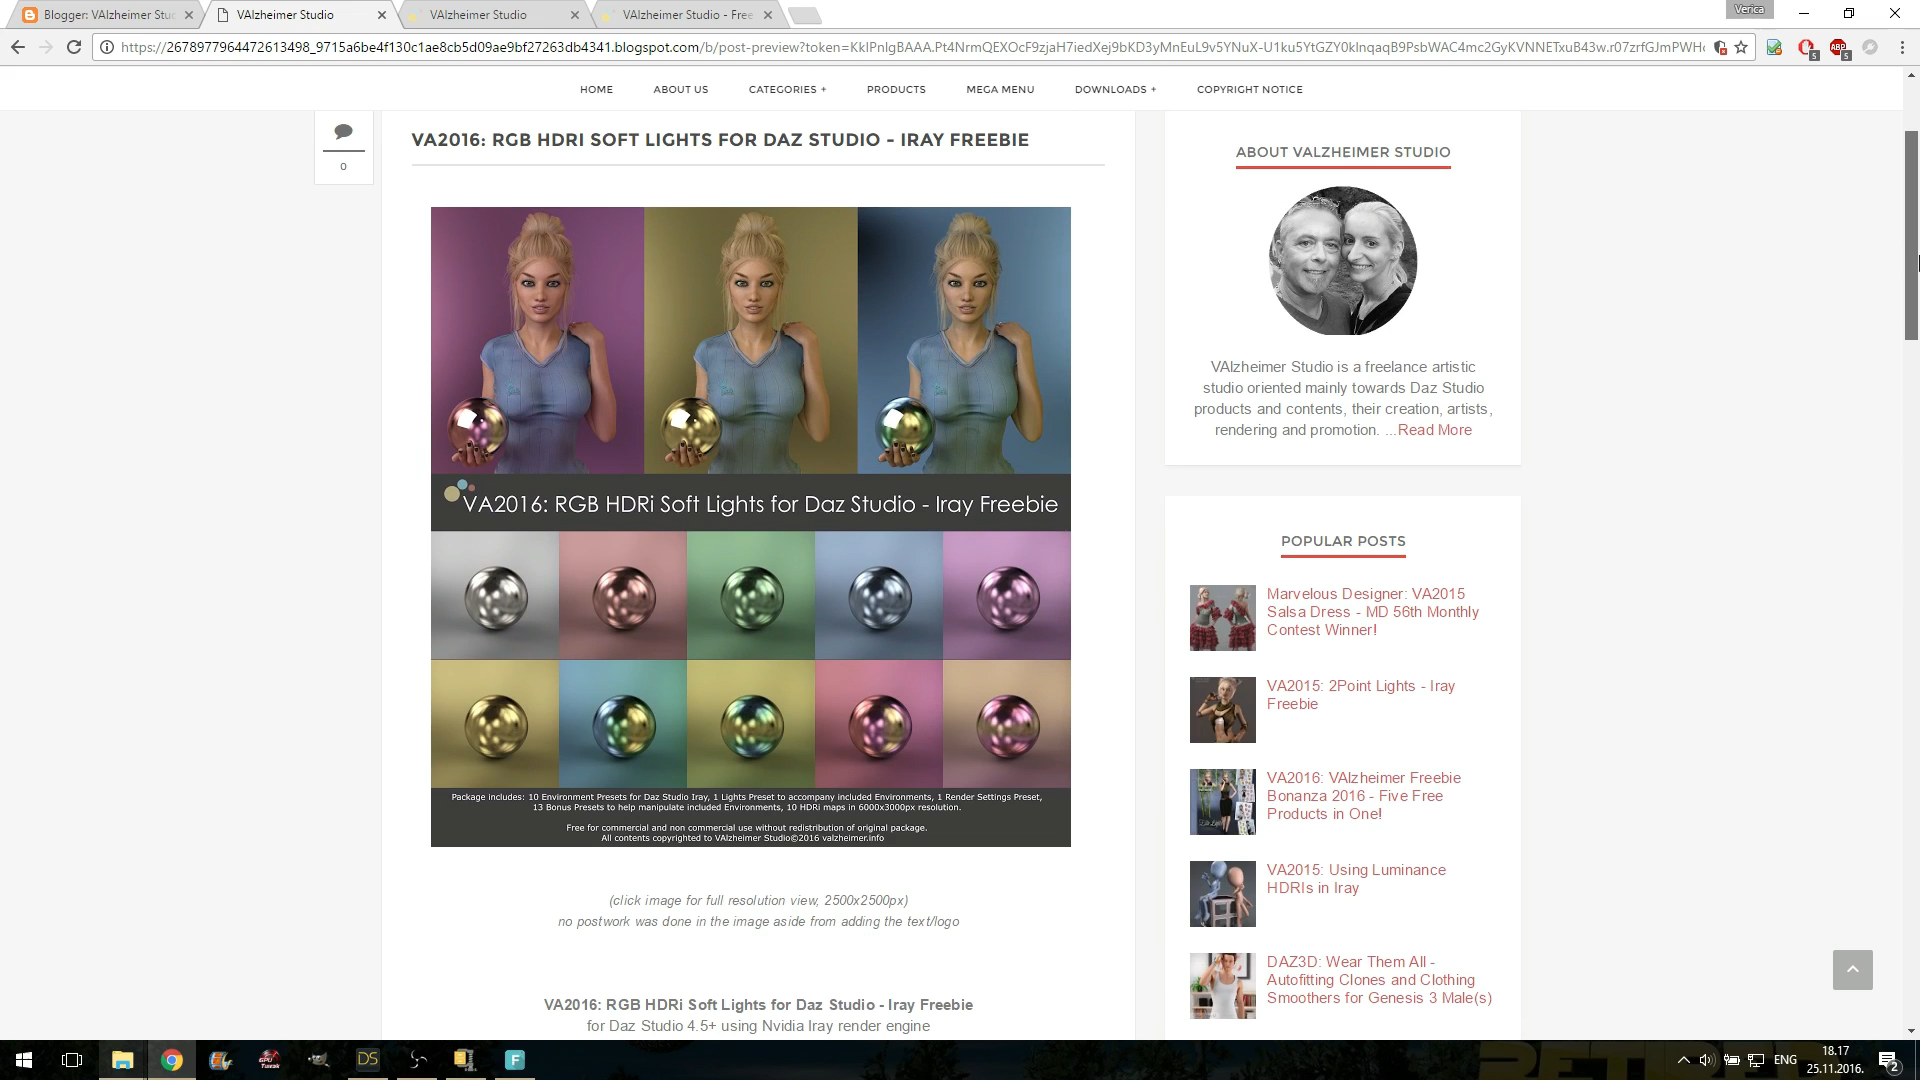 Blogger: VAlzheimer Stu
VAlzheimer Studio
VAlzheimer Studio
VAlzheimer Studio - Free
Verica
HOME
ABOUT US
CATEGORIES +
PRODUCTS
MEGA MENU
DOWNLOADS +
COPYRIGHT NOTICE
0
VA2016: RGB HDRI SOFT LIGHTS FOR DAZ STUDIO - IRAY FREEBIE
VA2016: RGB HDRi Soft Lights for Daz Studio - Iray Freebie
Package includes: 10 Environment Presets for Daz Studio Iray, 1 Lights Preset to accompany included Environments, 1 Render Settings Preset,
13 Bonus Presets to help manipulate included Environments, 10 HDRi maps in 6000x3000px resolution.
Free for commercial and non commercial use without redistribution of original package.
All contents copyrighted to VAlzheimer Studio©2016 valzheimer.info
(click image for full resolution view, 2500x2500px)
no postwork was done in the image aside from adding the text/logo
VA2016: RGB HDRi Soft Lights for Daz Studio - Iray Freebie
for Daz Studio 4.5+ using Nvidia Iray render engine
ABOUT VALZHEIMER STUDIO
VAlzheimer Studio is a freelance artistic
studio oriented mainly towards Daz Studio
products and contents, their creation, artists,
rendering and promotion. ...Read More
POPULAR POSTS
Marvelous Designer: VA2015
Salsa Dress - MD 56th Monthly
Contest Winner!
VA2015: 2Point Lights - Iray
Freebie
VA2016: VAlzheimer Freebie
Bonanza 2016 - Five Free
Products in One!
VA2015: Using Luminance
HDRIs in Iray
DAZ3D: Wear Them All -
Autofitting Clones and Clothing
Smoothers for Genesis 3 Male(s)
DS
F
ENG
18.17
25.11.2016.
2